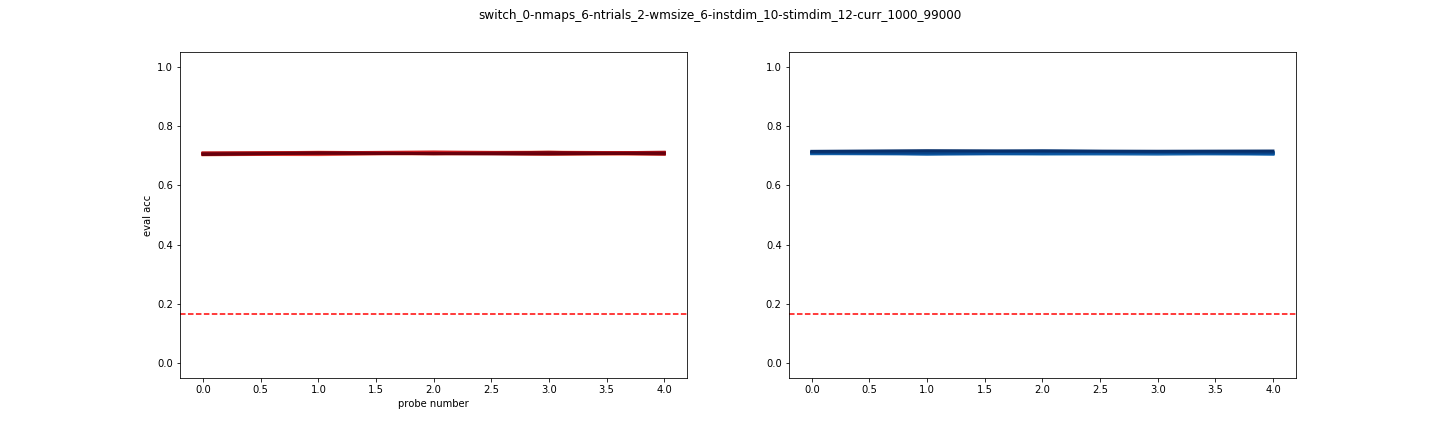 switch_0-nmaps_6-ntrials_2-wmsize_6-instdim_10-stimdim_12-curr_1000_99000
1.0
0.8
0.6
0.4
0.2
0.0
eval acc
0.0 0.5 1.0 1.5 2.0 2.5 3.0 3.5 4.0
probe number
1.0
0.8
0.6
0.4
0.2
0.0
0.0 0.5 1.0 1.5 2.0 2.5 3.0 3.5 4.0